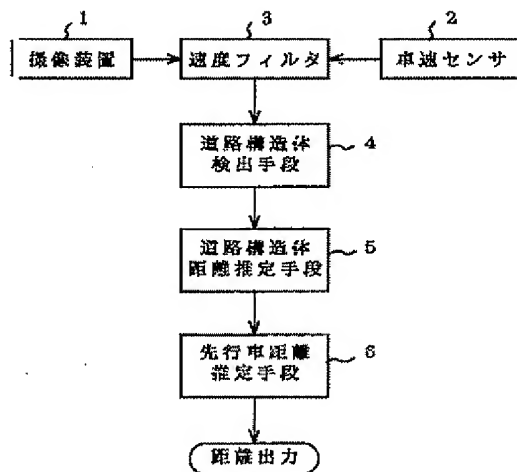 1
3
2
撮像装置
速度フィルタ
車速センサ
道路構造体
検出手段
4
道路構造体
距離推定手段
5
先行車距離
推定手段
6
距離出力